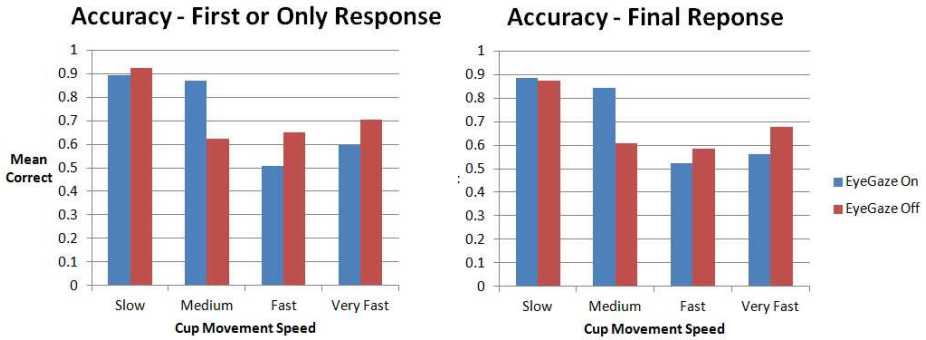 Accuracy - First or Only Response
1
0.9
0.8
0.7
0.6
0.5
0.4
0.3
0.2
0.1
0
Mean
Correct
Slow
Medium
Fast
Very Fast
Cup Movement Speed
Accuracy - Final Reponse
1
0.9
0.8
0.7
0.6
0.5
0.4
0.3
0.2
0.1
0
Slow
Medium
Fast
Very Fast
Cup Movement Speed
EyeGaze On
EyeGaze Off